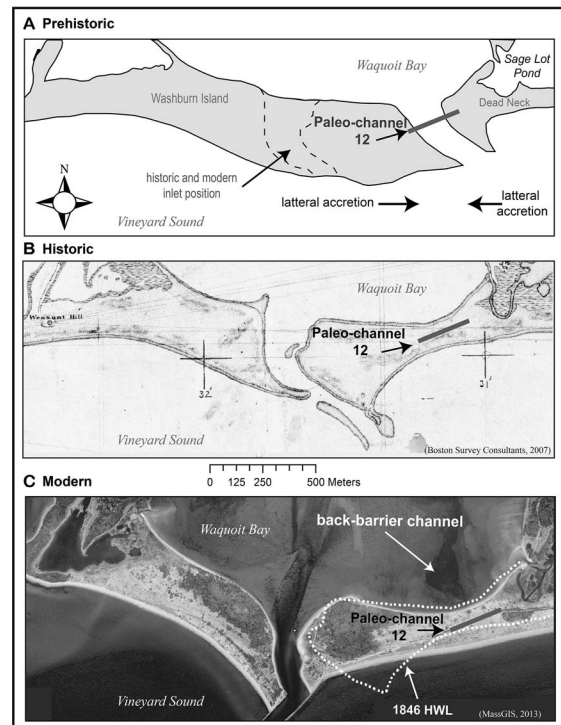 A Prehistoric
Waquoit Bay
Sage Lot
Pond
Washburn Island
Dead Neck
Paleo-channel
12
historic and modern
inlet position
N
lattral accretion
lattral
accretion
Vineyard Sound
B Historic
Waquoit Bay
Paleo-channel
12
32'
31'
Vineyard Sound
(Boston Survey Consultants, 2007)
0 125 250 500 Meters
C Modern
Waquoit Bay
back-barrier channel
Paleo-channel
12
1846 HWL
Vineyard Sound
(MassGIS, 2013)